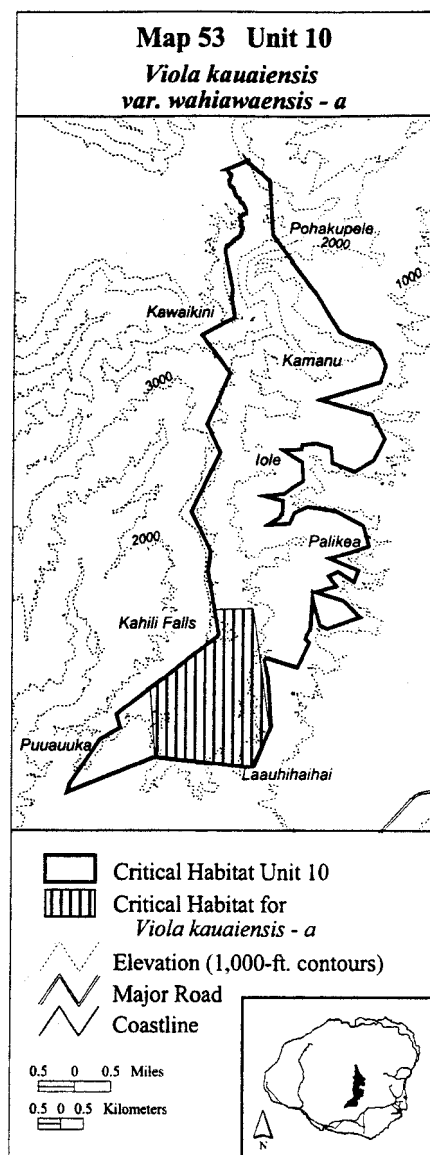 Map 53 Unit 10
Viola kauaiensis
var. wahiawaensis - a
Pohakupele
2000
1000
Kawaikini
Kamanu
3000
Iole
2000
Palikea
Kahili Falls
Puuauuka
Laauhihaihai
Critical Habitat Unit 10
Critical Habitat for
Viola kauaiensis - a
Elevation (1,000-ft. contours)
Major Road
Coastline
0.5 0 0.5 Miles
0.5 0 0.5 Kilometers
N